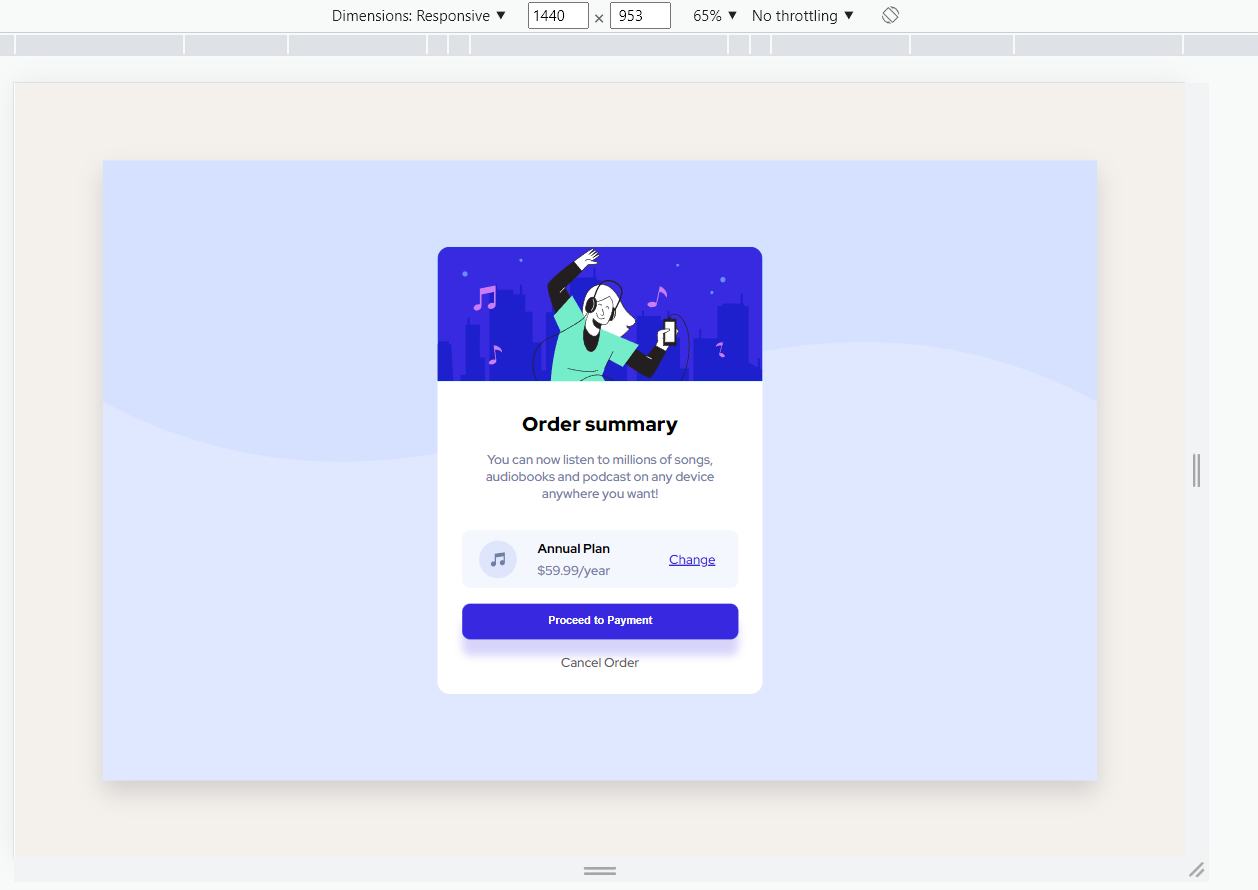 Dimensions: Responsive ▼ 1440 × 953 65% ▼ No throttling ▼
Order summary
You can now listen to millions of songs,
audiobooks and podcast on any device
anywhere you want!
Annual Plan
$59.99/year
Change
Proceed to Payment
Cancel Order